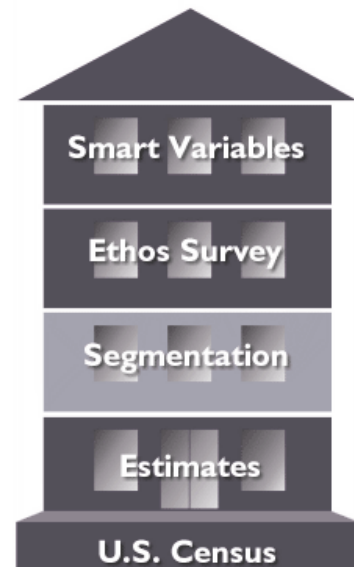 Smart Variables
Ethos Survey
Segmentation
Estimates
U.S. Census